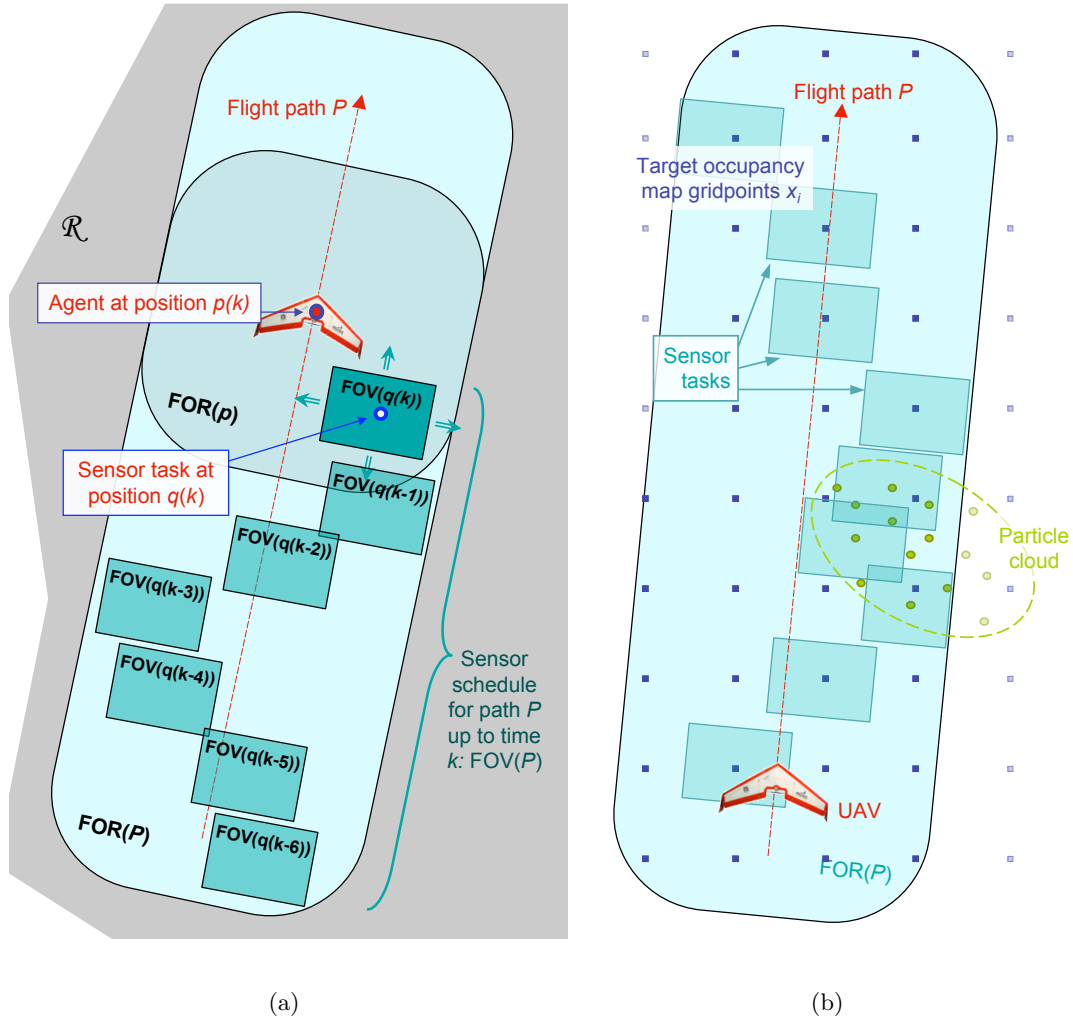 Flight path P
ℛ
Agent at position p(k)
FOV(q(k))
FOR(p)
Sensor task at
position q(k)
FOV(q(k-1))
FOV(q(k-2))
FOV(q(k-3))
FOV(q(k-4))
FOV(q(k-5))
FOV(q(k-6))
FOR(P)
Sensor
schedule
for path P
up to time
k: FOV(P)
(a)
Flight path P
Target occupancy
map gridpoints xᵢ
Sensor
tasks
Particle
cloud
UAV
FOR(P)
(b)